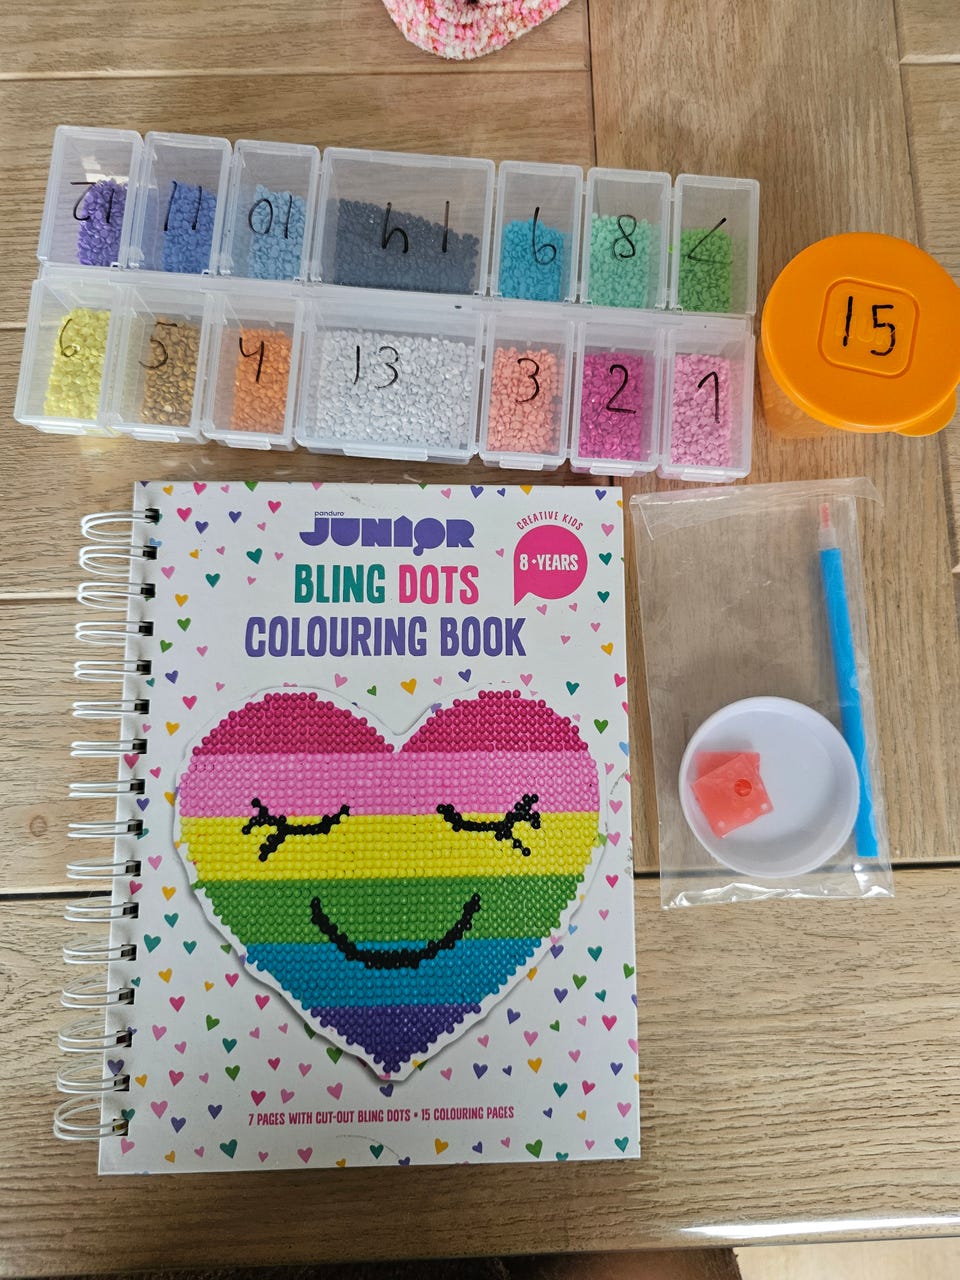 12 11 10 14 9 8 7
6 5 4 13 3 2 1
15
panduro
JUNIOR
CREATIVE KIDS
8+YEARS
BLING DOTS
COLOURING BOOK
7 PAGES WITH CUT-OUT BLING DOTS • 15 COLOURING PAGES